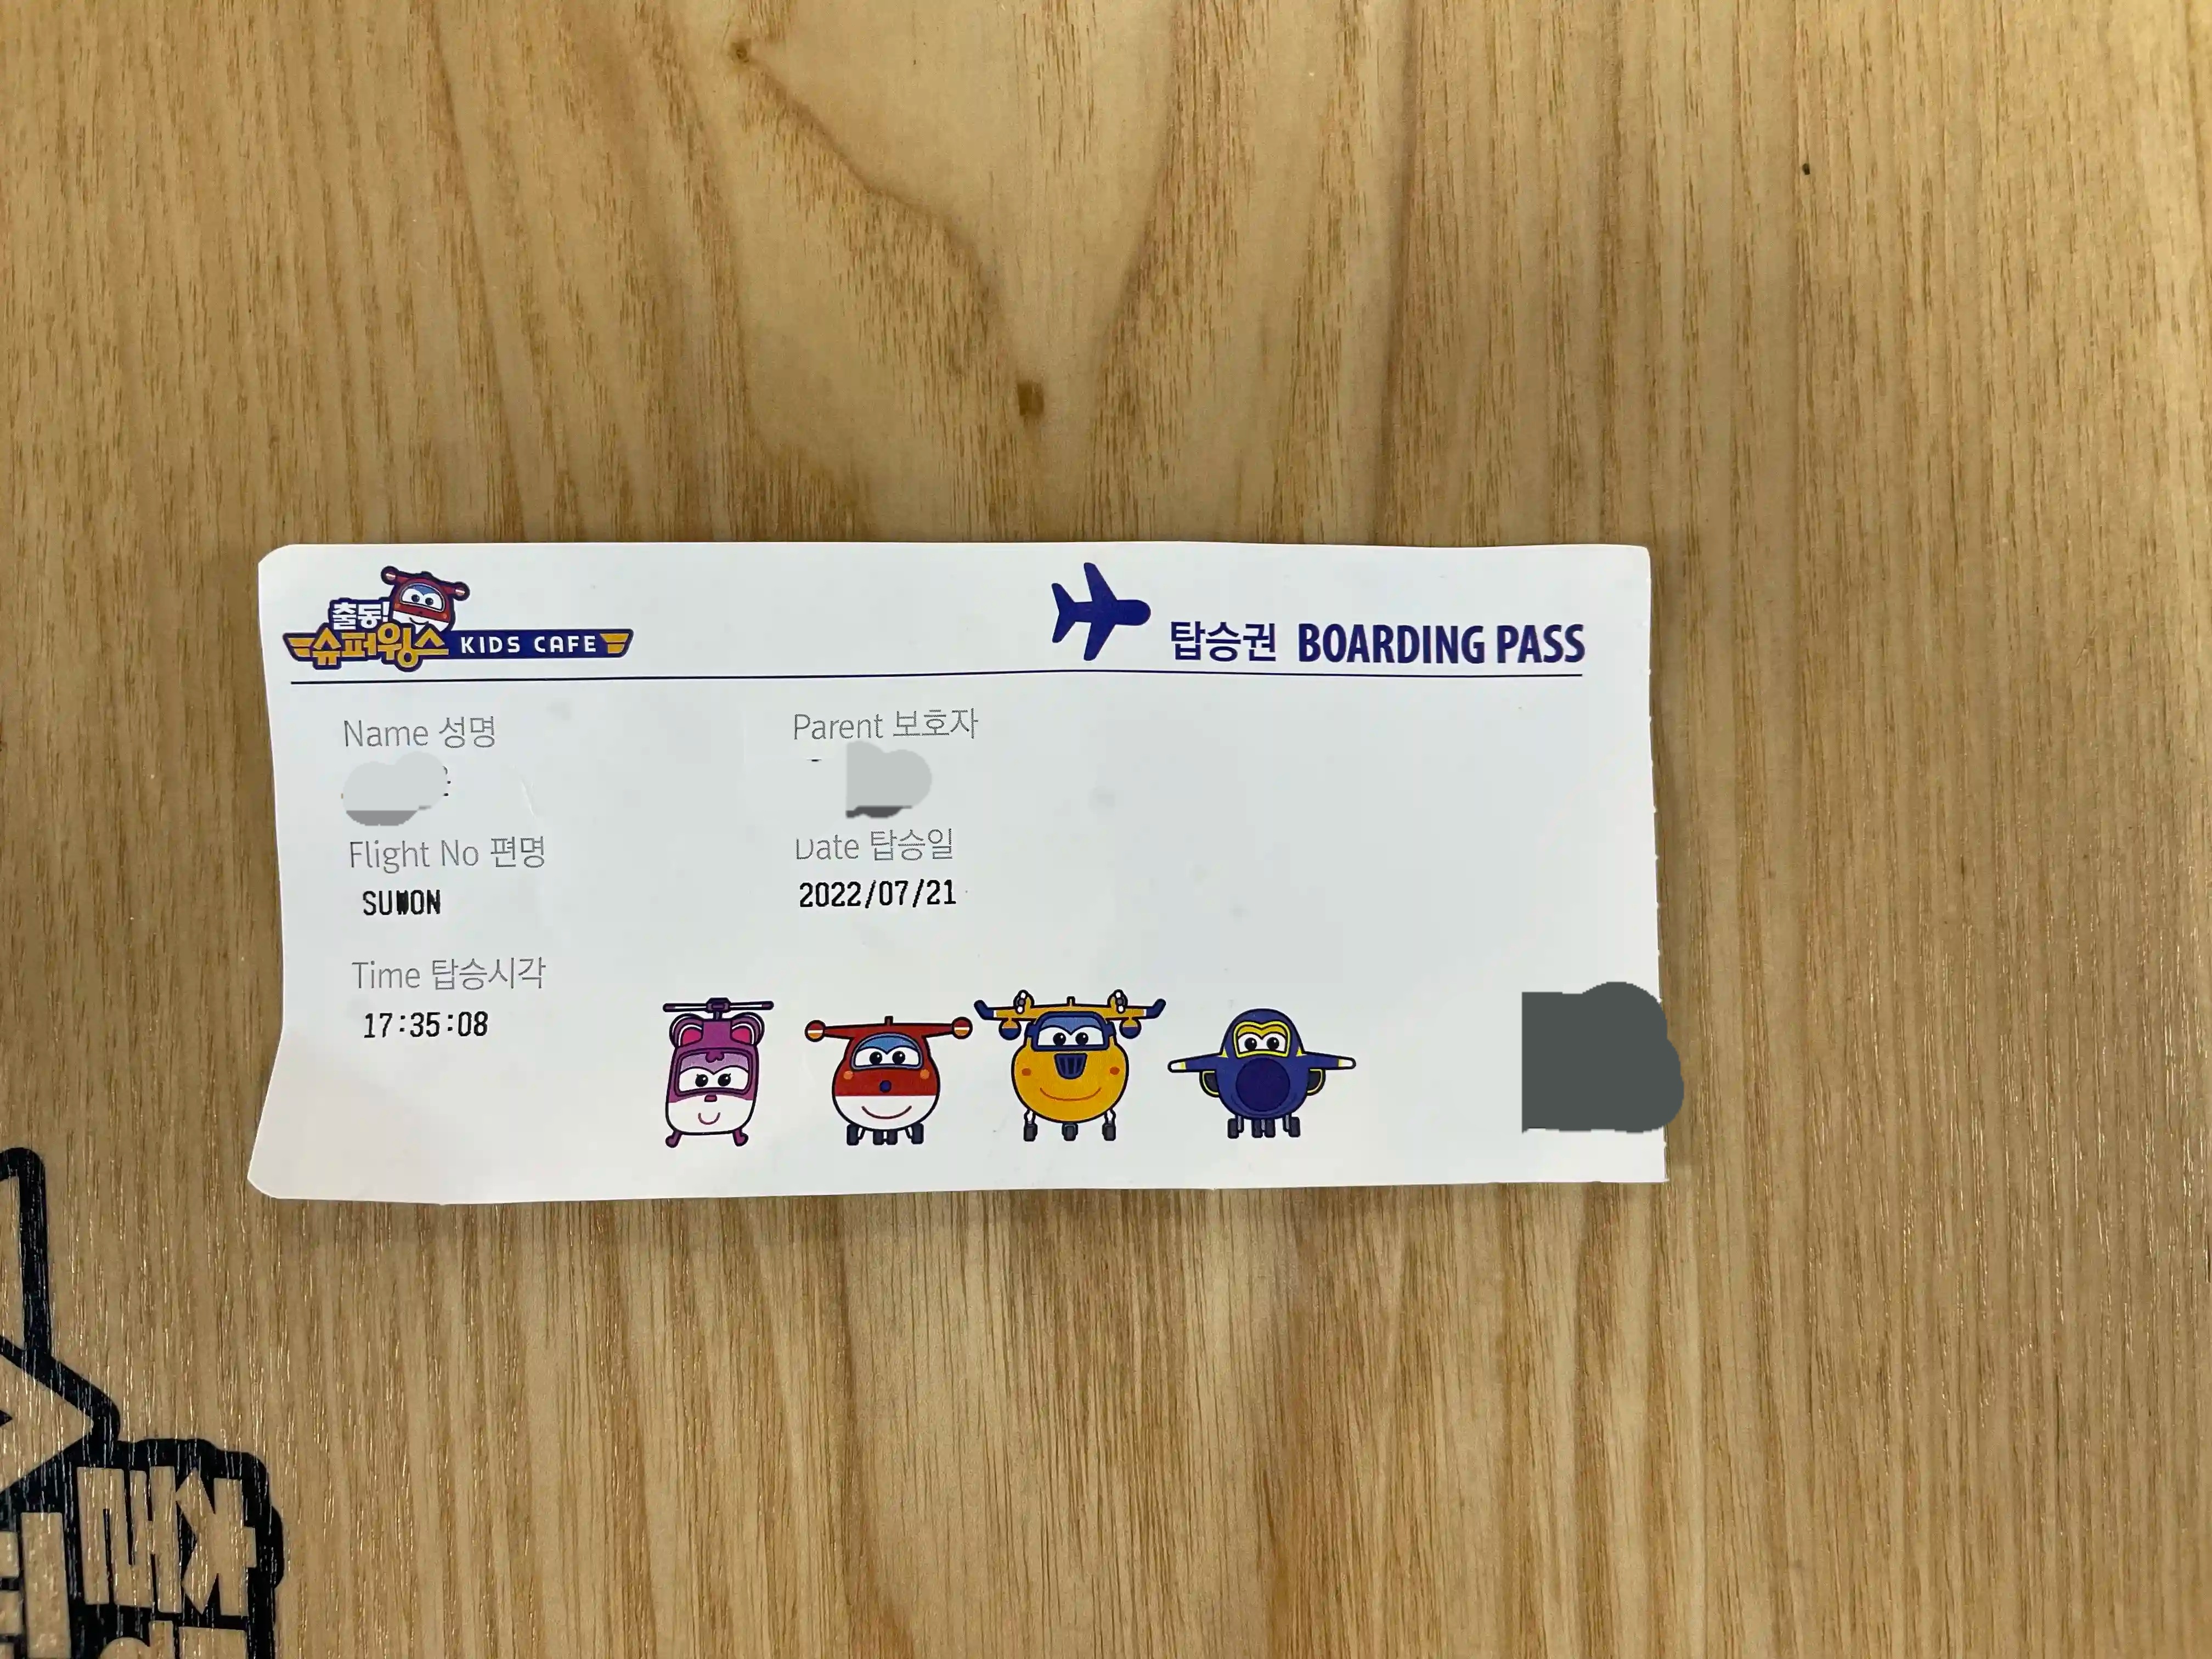 출동!
슈퍼윙스 KIDS CAFE
탑승권 BOARDING PASS
Name 성명
Parent 보호자
Flight No 편명
Date 탑승일
SUWON
2022/07/21
Time 탑승시각
17:35:08